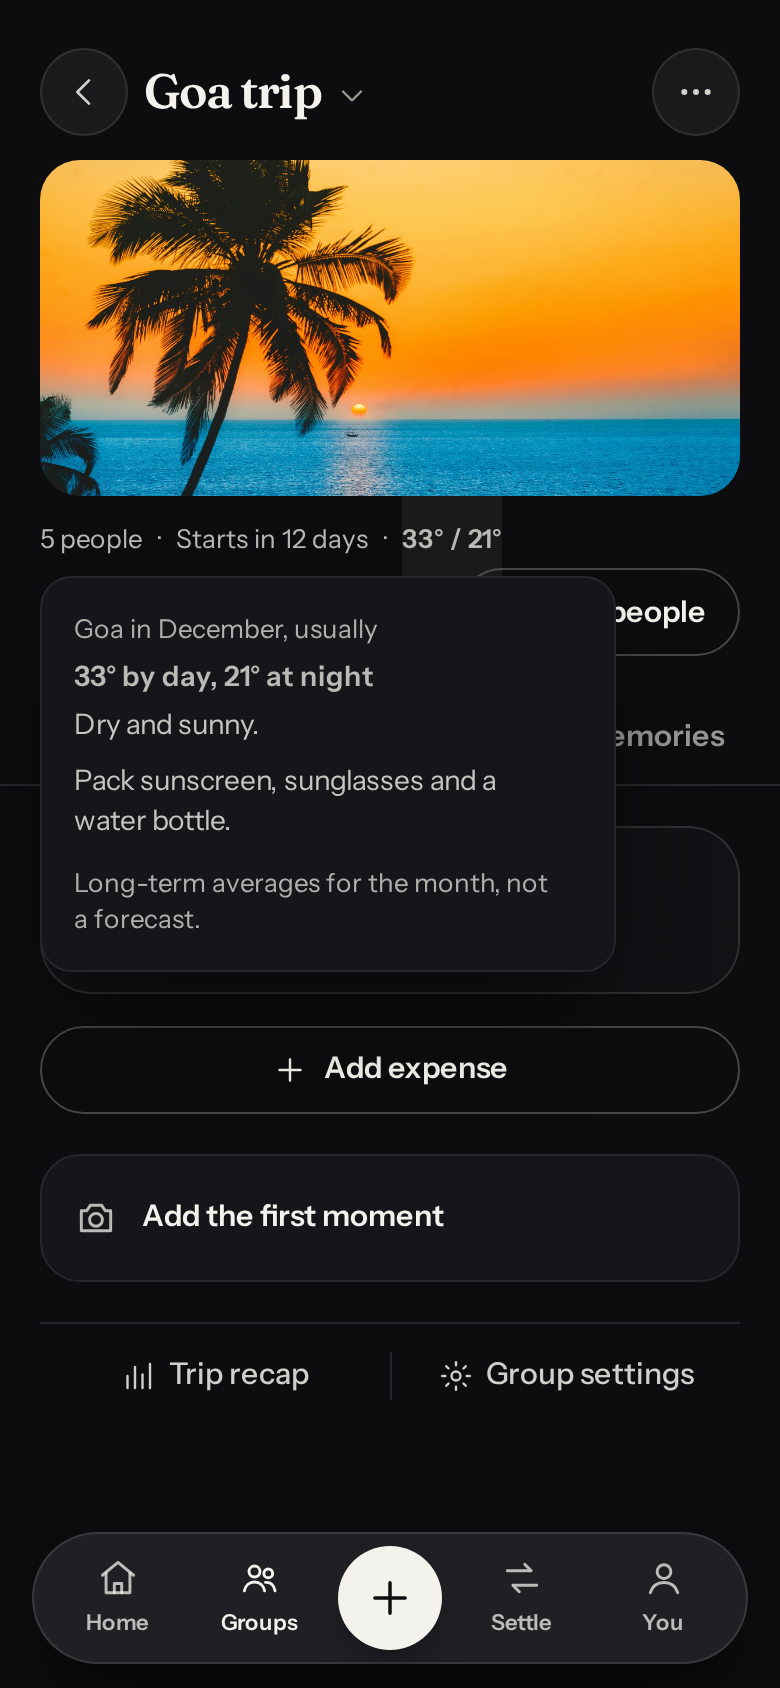 Goa trip
5 people · Starts in 12 days · 33° / 21°
people
Goa in December, usually
33° by day, 21° at night
Dry and sunny.
emories
Pack sunscreen, sunglasses and a
water bottle.
Long-term averages for the month, not
a forecast.
Add expense
Add the first moment
Trip recap
Group settings
Home
Groups
Settle
You